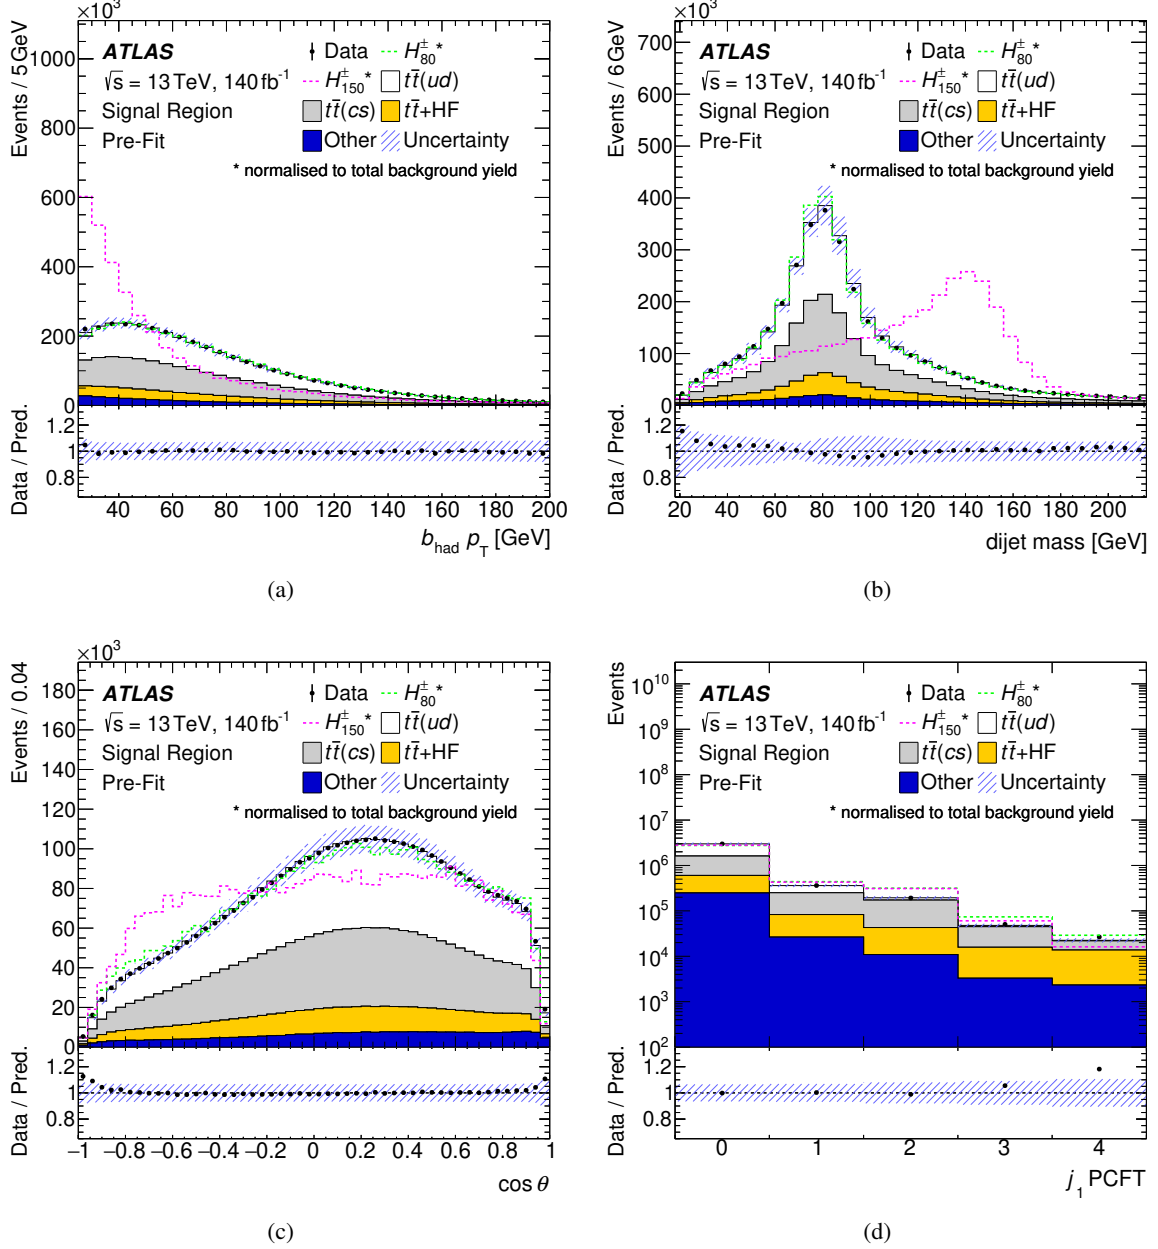 ×10³
Events / 5 GeV
1000
800
600
400
200
0
ATLAS
√s = 13 TeV, 140 fb⁻¹
Signal Region
Pre-Fit
Data
H±80 *
H±150 *
tt̄(ud)
tt̄(cs)
tt̄+HF
Other
Uncertainty
* normalised to total background yield
Data / Pred.
1.2
1
0.8
40 60 80 100 120 140 160 180 200
b_had p_T [GeV]
(a)
×10³
Events / 6 GeV
700
600
500
400
300
200
100
0
ATLAS
√s = 13 TeV, 140 fb⁻¹
Signal Region
Pre-Fit
Data
H±80 *
H±150 *
tt̄(ud)
tt̄(cs)
tt̄+HF
Other
Uncertainty
* normalised to total background yield
Data / Pred.
1.2
1
0.8
20 40 60 80 100 120 140 160 180 200
dijet mass [GeV]
(b)
×10³
Events / 0.04
180
160
140
120
100
80
60
40
20
0
ATLAS
√s = 13 TeV, 140 fb⁻¹
Signal Region
Pre-Fit
Data
H±80 *
H±150 *
tt̄(ud)
tt̄(cs)
tt̄+HF
Other
Uncertainty
* normalised to total background yield
Data / Pred.
1.2
1
0.8
−1 −0.8 −0.6 −0.4 −0.2 0 0.2 0.4 0.6 0.8 1
cos θ
(c)
Events
10¹⁰
10⁹
10⁸
10⁷
10⁶
10⁵
10⁴
10³
10²
ATLAS
√s = 13 TeV, 140 fb⁻¹
Signal Region
Pre-Fit
Data
H±80 *
H±150 *
tt̄(ud)
tt̄(cs)
tt̄+HF
Other
Uncertainty
* normalised to total background yield
Data / Pred.
1.2
1
0.8
0 1 2 3 4
j₁ PCFT
(d)